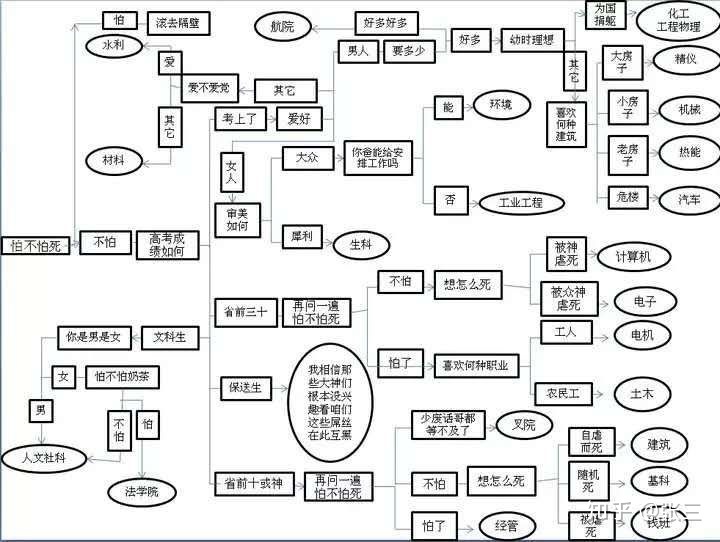 怕
滚去隔壁
水利
爱
爱不爱党
其它
其它
材料
航院
好多好多
男人
要多少
好多
幼时理想
为国
捐躯
化工
工程物理
其它
喜欢
何种
建筑
大房
子
精仪
小房
子
机械
老房
子
热能
危楼
汽车
考上了
爱好
女
人
审美
如何
大众
你爸能给安
排工作吗
能
环境
否
工业工程
犀利
生科
怕不怕死
不怕
高考成
绩如何
省前三十
再问一遍
怕不怕死
不怕
想怎么死
被神
虐死
计算机
被众神
虐死
电子
怕了
喜欢何种职业
工人
电机
农民工
土木
你是男是女
文科生
女
怕不怕奶茶
男
不
怕
怕
人文社科
法学院
保送生
我相信那
些大神们
根本没兴
趣看咱们
这些屌丝
在此互黑
省前十或神
再问一遍
怕不怕死
少废话哥都
等不及了
叉院
不怕
想怎么死
自虐
而死
建筑
随机
死
基科
被虐
死
钱班
怕了
经管
知乎 @张三